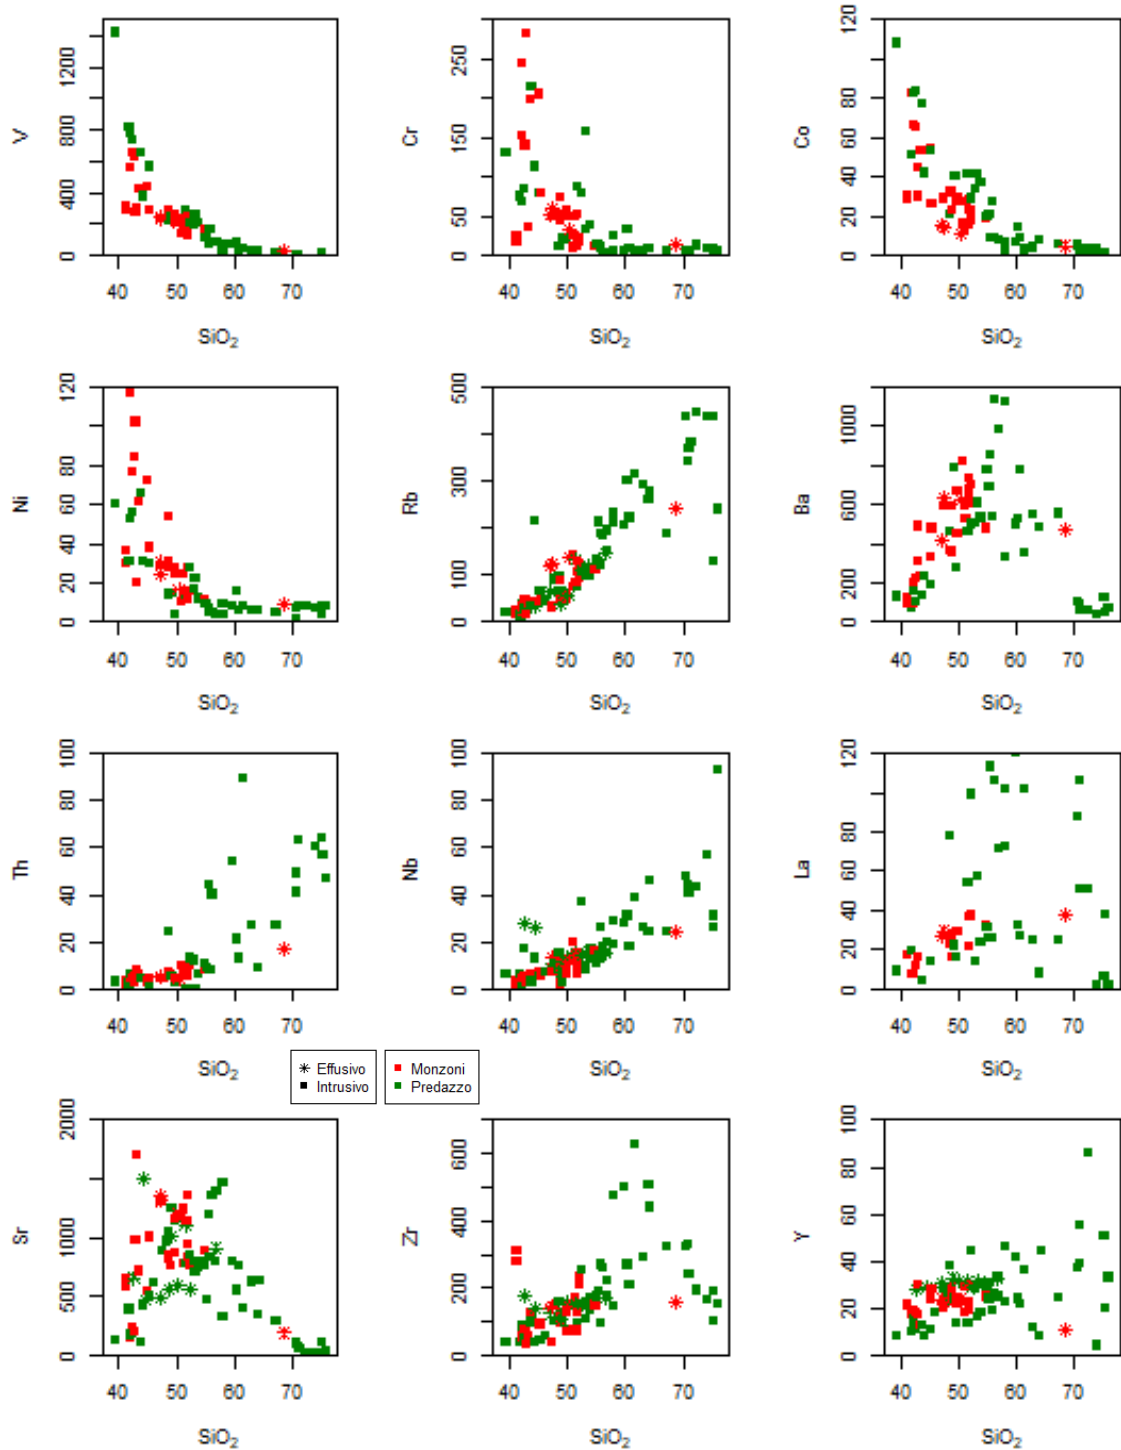 V
0 400 800 1200
40 50 60 70
SiO₂
Cr
0 50 150 250
40 50 60 70
SiO₂
Co
0 20 40 60 80 120
40 50 60 70
SiO₂
Ni
0 20 40 60 80 120
40 50 60 70
SiO₂
Rb
0 100 300 500
40 50 60 70
SiO₂
Ba
0 200 600 1000
40 50 60 70
SiO₂
Th
0 20 40 60 80 100
40 50 60 70
SiO₂
Nb
0 20 40 60 80 100
40 50 60 70
SiO₂
La
0 20 40 60 80 120
40 50 60 70
SiO₂
Effusivo
Intrusivo
Monzoni
Predazzo
Sr
0 500 1000 2000
40 50 60 70
SiO₂
Zr
0 200 400 600
40 50 60 70
SiO₂
Y
0 20 40 60 80 100
40 50 60 70
SiO₂